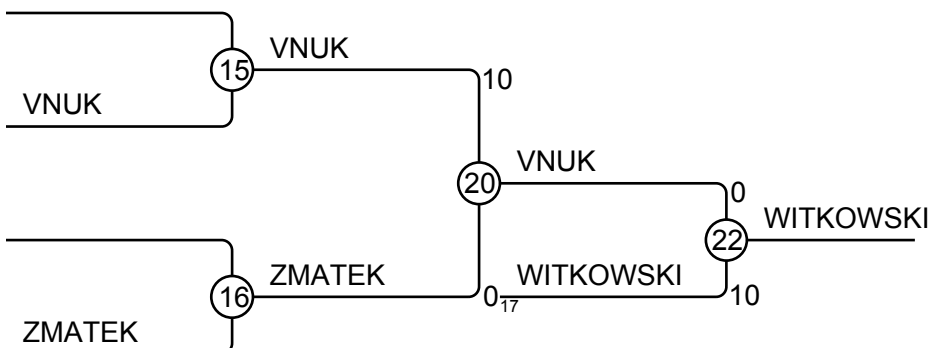 VNUK
15
10
VNUK
VNUK
20
0
WITKOWSKI
22
ZMATEK
WITKOWSKI
16
0
17
10
ZMATEK